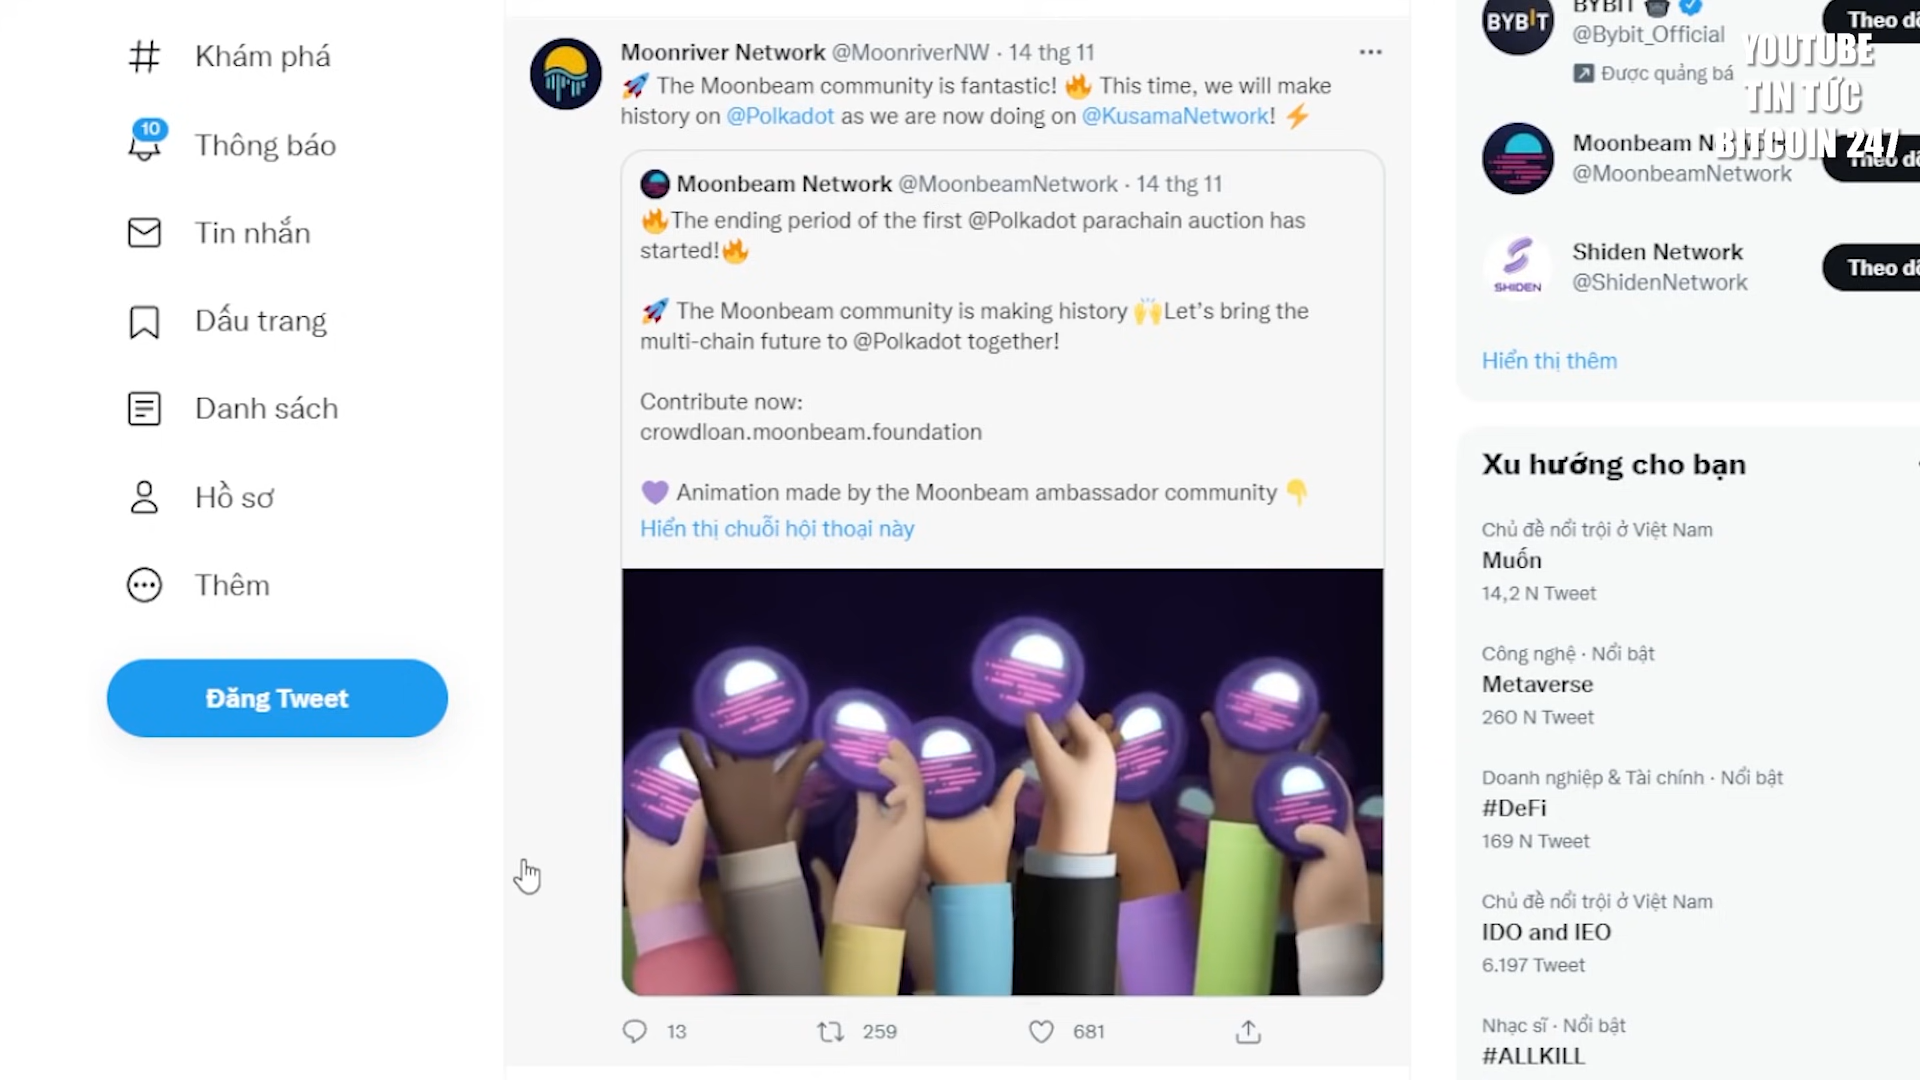 Khám phá
10
Thông báo
Tin nhắn
Dấu trang
Danh sách
Hồ sơ
Thêm
Đăng Tweet
Moonriver Network @MoonriverNW · 14 thg 11
🚀 The Moonbeam community is fantastic! 🔥 This time, we will make
history on @Polkadot as we are now doing on @KusamaNetwork! ⚡
Moonbeam Network @MoonbeamNetwork · 14 thg 11
🔥The ending period of the first @Polkadot parachain auction has
started!🔥
🚀 The Moonbeam community is making history 🙌Let’s bring the
multi-chain future to @Polkadot together!
Contribute now:
crowdloan.moonbeam.foundation
💜 Animation made by the Moonbeam ambassador community 👇
Hiển thị chuỗi hội thoại này
13
259
681
BYBIT
BYBIT
@Bybit_Official
Được quảng bá
Theo dõ
YOUTUBE
TIN TỨC
BITCOIN 247
Moonbeam N
@MoonbeamNetwork
Theo dõ
SHIDEN
Shiden Network
@ShidenNetwork
Theo dõ
Hiển thị thêm
Xu hướng cho bạn
Chủ đề nổi trội ở Việt Nam
Muốn
14,2 N Tweet
Công nghệ · Nổi bật
Metaverse
260 N Tweet
Doanh nghiệp & Tài chính · Nổi bật
#DeFi
169 N Tweet
Chủ đề nổi trội ở Việt Nam
IDO and IEO
6.197 Tweet
Nhạc sĩ · Nổi bật
#ALLKILL